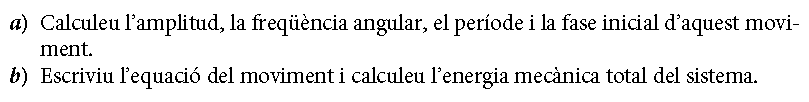 a) Calculeu l'amplitud, la freqüència angular, el període i la fase inicial d'aquest movi-
ment.
b) Escriviu l'equació del moviment i calculeu l'energia mecànica total del sistema.